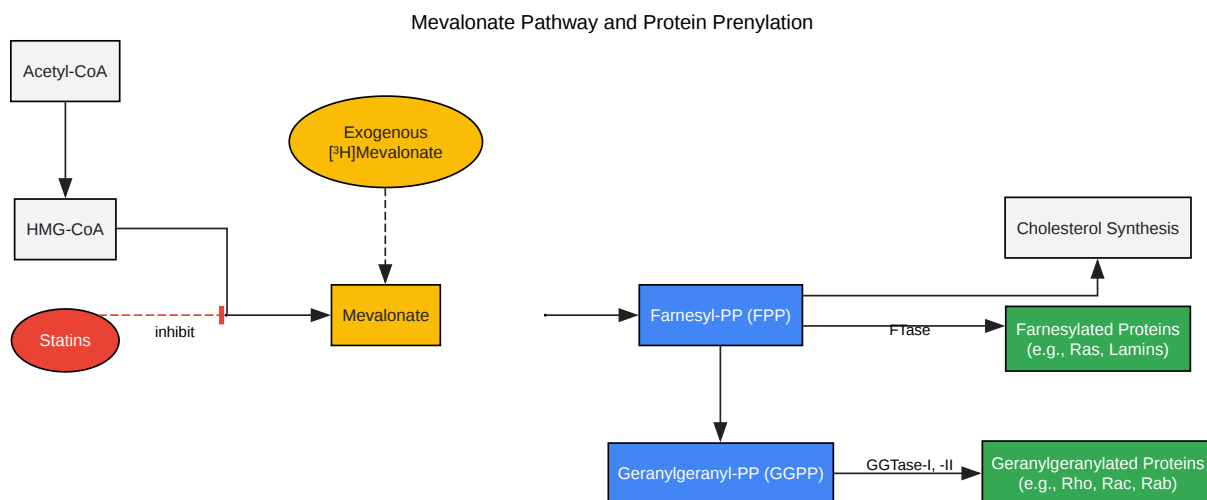 Mevalonate Pathway and Protein Prenylation
Acetyl-CoA
Exogenous
[³H]Mevalonate
HMG-CoA
Cholesterol Synthesis
Statins
inhibit
Mevalonate
Farnesyl-PP (FPP)
FTase
Farnesylated Proteins
(e.g., Ras, Lamins)
Geranylgeranyl-PP (GGPP)
GGTase-I, -II
Geranylgeranylated Proteins
(e.g., Rho, Rac, Rab)